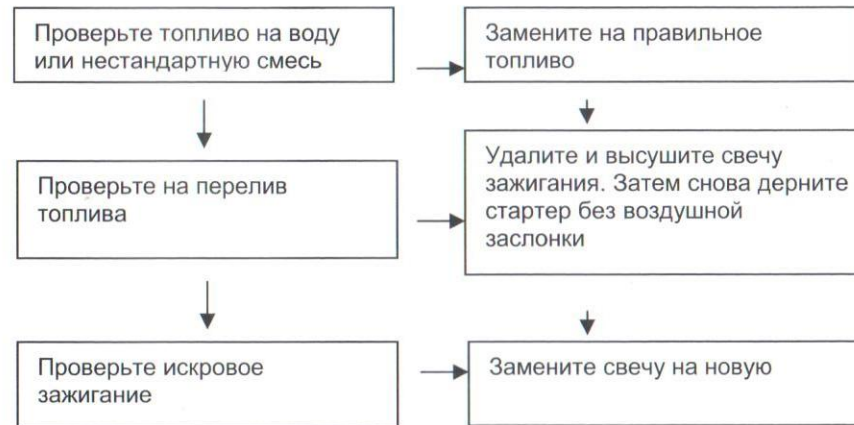 Проверьте топливо на воду
или нестандартную смесь
Замените на правильное
топливо
Проверьте на перелив
топлива
Удалите и высушите свечу
зажигания. Затем снова дерните
стартер без воздушной
заслонки
Проверьте искровое
зажигание
Замените свечу на новую